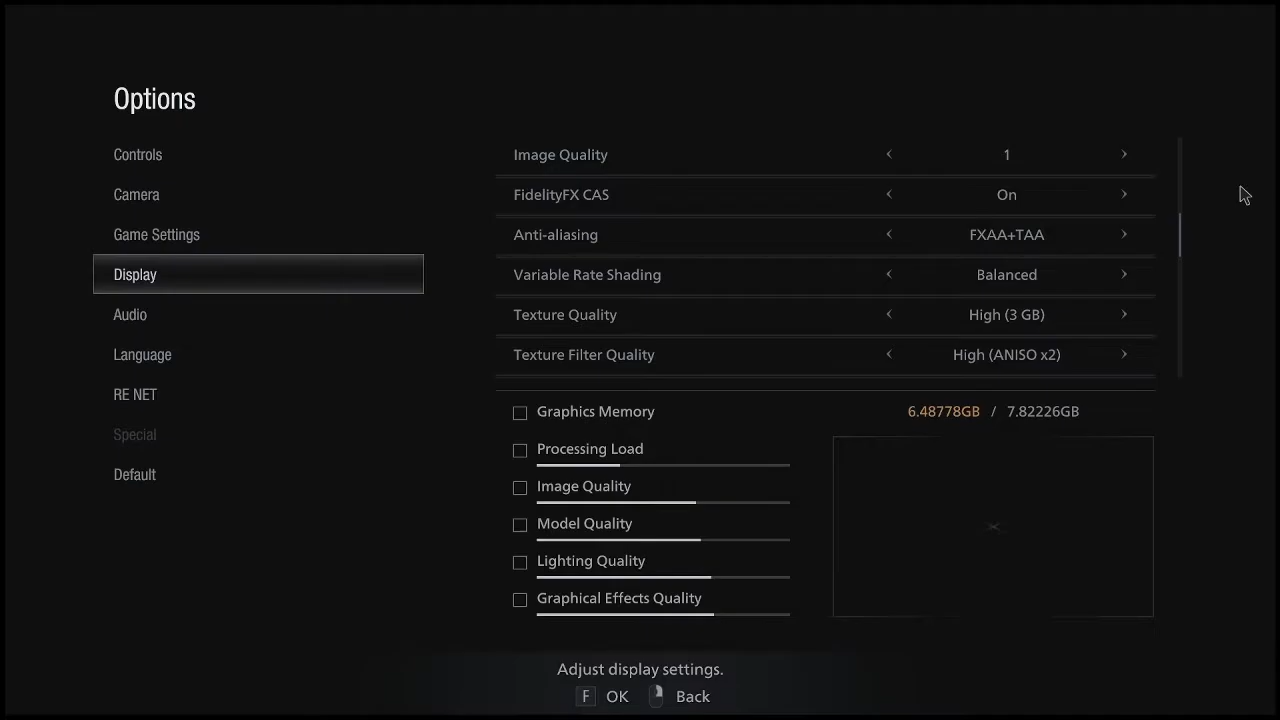 Options
Controls
Camera
Game Settings
Display
Audio
Language
RE NET
Special
Default
Image Quality 1
FidelityFX CAS On
Anti-aliasing FXAA+TAA
Variable Rate Shading Balanced
Texture Quality High (3 GB)
Texture Filter Quality High (ANISO x2)
Graphics Memory 6.48778GB / 7.82226GB
Processing Load
Image Quality
Model Quality
Lighting Quality
Graphical Effects Quality
Adjust display settings.
F OK Back